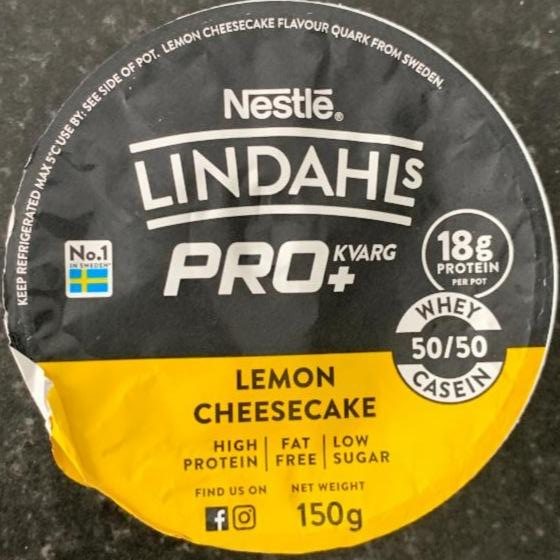 KEEP REFRIGERATED MAX 5°C USE BY: SEE SIDE OF POT. LEMON CHEESECAKE FLAVOUR QUARK FROM SWEDEN.
Nestlé®
LINDAHLS
PRO+ KVARG
No.1
IN SWEDEN*
18g
PROTEIN
PER POT
WHEY
50/50
CASEIN
LEMON
CHEESECAKE
HIGH PROTEIN | FAT FREE | LOW SUGAR
FIND US ON
NET WEIGHT
150g